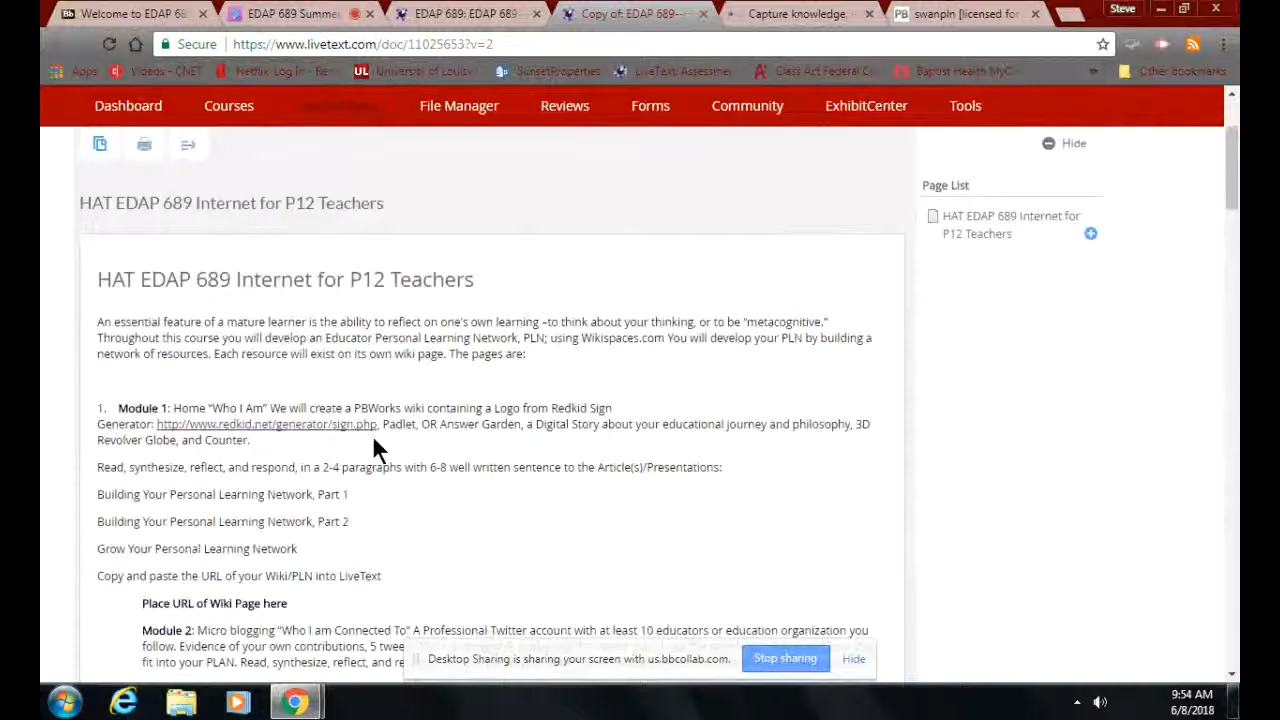 Welcome to EDAP 68
EDAP 689 Summe
EDAP 689: EDAP 689
Copy of: EDAP 689---
Capture knowledge,
PB swanpln [licensed for
Steve
Secure https://www.livetext.com/doc/11025653?v=2
Apps Videos - CNET Netflix Log In - Re UL University of Louisv SunsetProperties LiveText: Assessmen Class Act Federal C Baptist Health MyC » Other bookmarks
Dashboard Courses File Manager Reviews Forms Community ExhibitCenter Tools
Hide
HAT EDAP 689 Internet for P12 Teachers
Page List
HAT EDAP 689 Internet for
P12 Teachers
HAT EDAP 689 Internet for P12 Teachers
An essential feature of a mature learner is the ability to reflect on one's own learning –to think about your thinking, or to be "metacognitive."
Throughout this course you will develop an Educator Personal Learning Network, PLN; using Wikispaces.com You will develop your PLN by building a
network of resources. Each resource will exist on its own wiki page. The pages are:
1. Module 1: Home "Who I Am" We will create a PBWorks wiki containing a Logo from Redkid Sign
Generator: http://www.redkid.net/generator/sign.php, Padlet, OR Answer Garden, a Digital Story about your educational journey and philosophy, 3D
Revolver Globe, and Counter.
Read, synthesize, reflect, and respond, in a 2-4 paragraphs with 6-8 well written sentence to the Article(s)/Presentations:
Building Your Personal Learning Network, Part 1
Building Your Personal Learning Network, Part 2
Grow Your Personal Learning Network
Copy and paste the URL of your Wiki/PLN into LiveText
Place URL of Wiki Page here
Module 2: Micro blogging "Who I am Connected To" A Professional Twitter account with at least 10 educators or education organization you
follow. Evidence of your own contributions, 5 twee
fit into your PLAN. Read, synthesize, reflect, and re
Desktop Sharing is sharing your screen with us.bbcollab.com. Stop sharing Hide
9:54 AM
6/8/2018